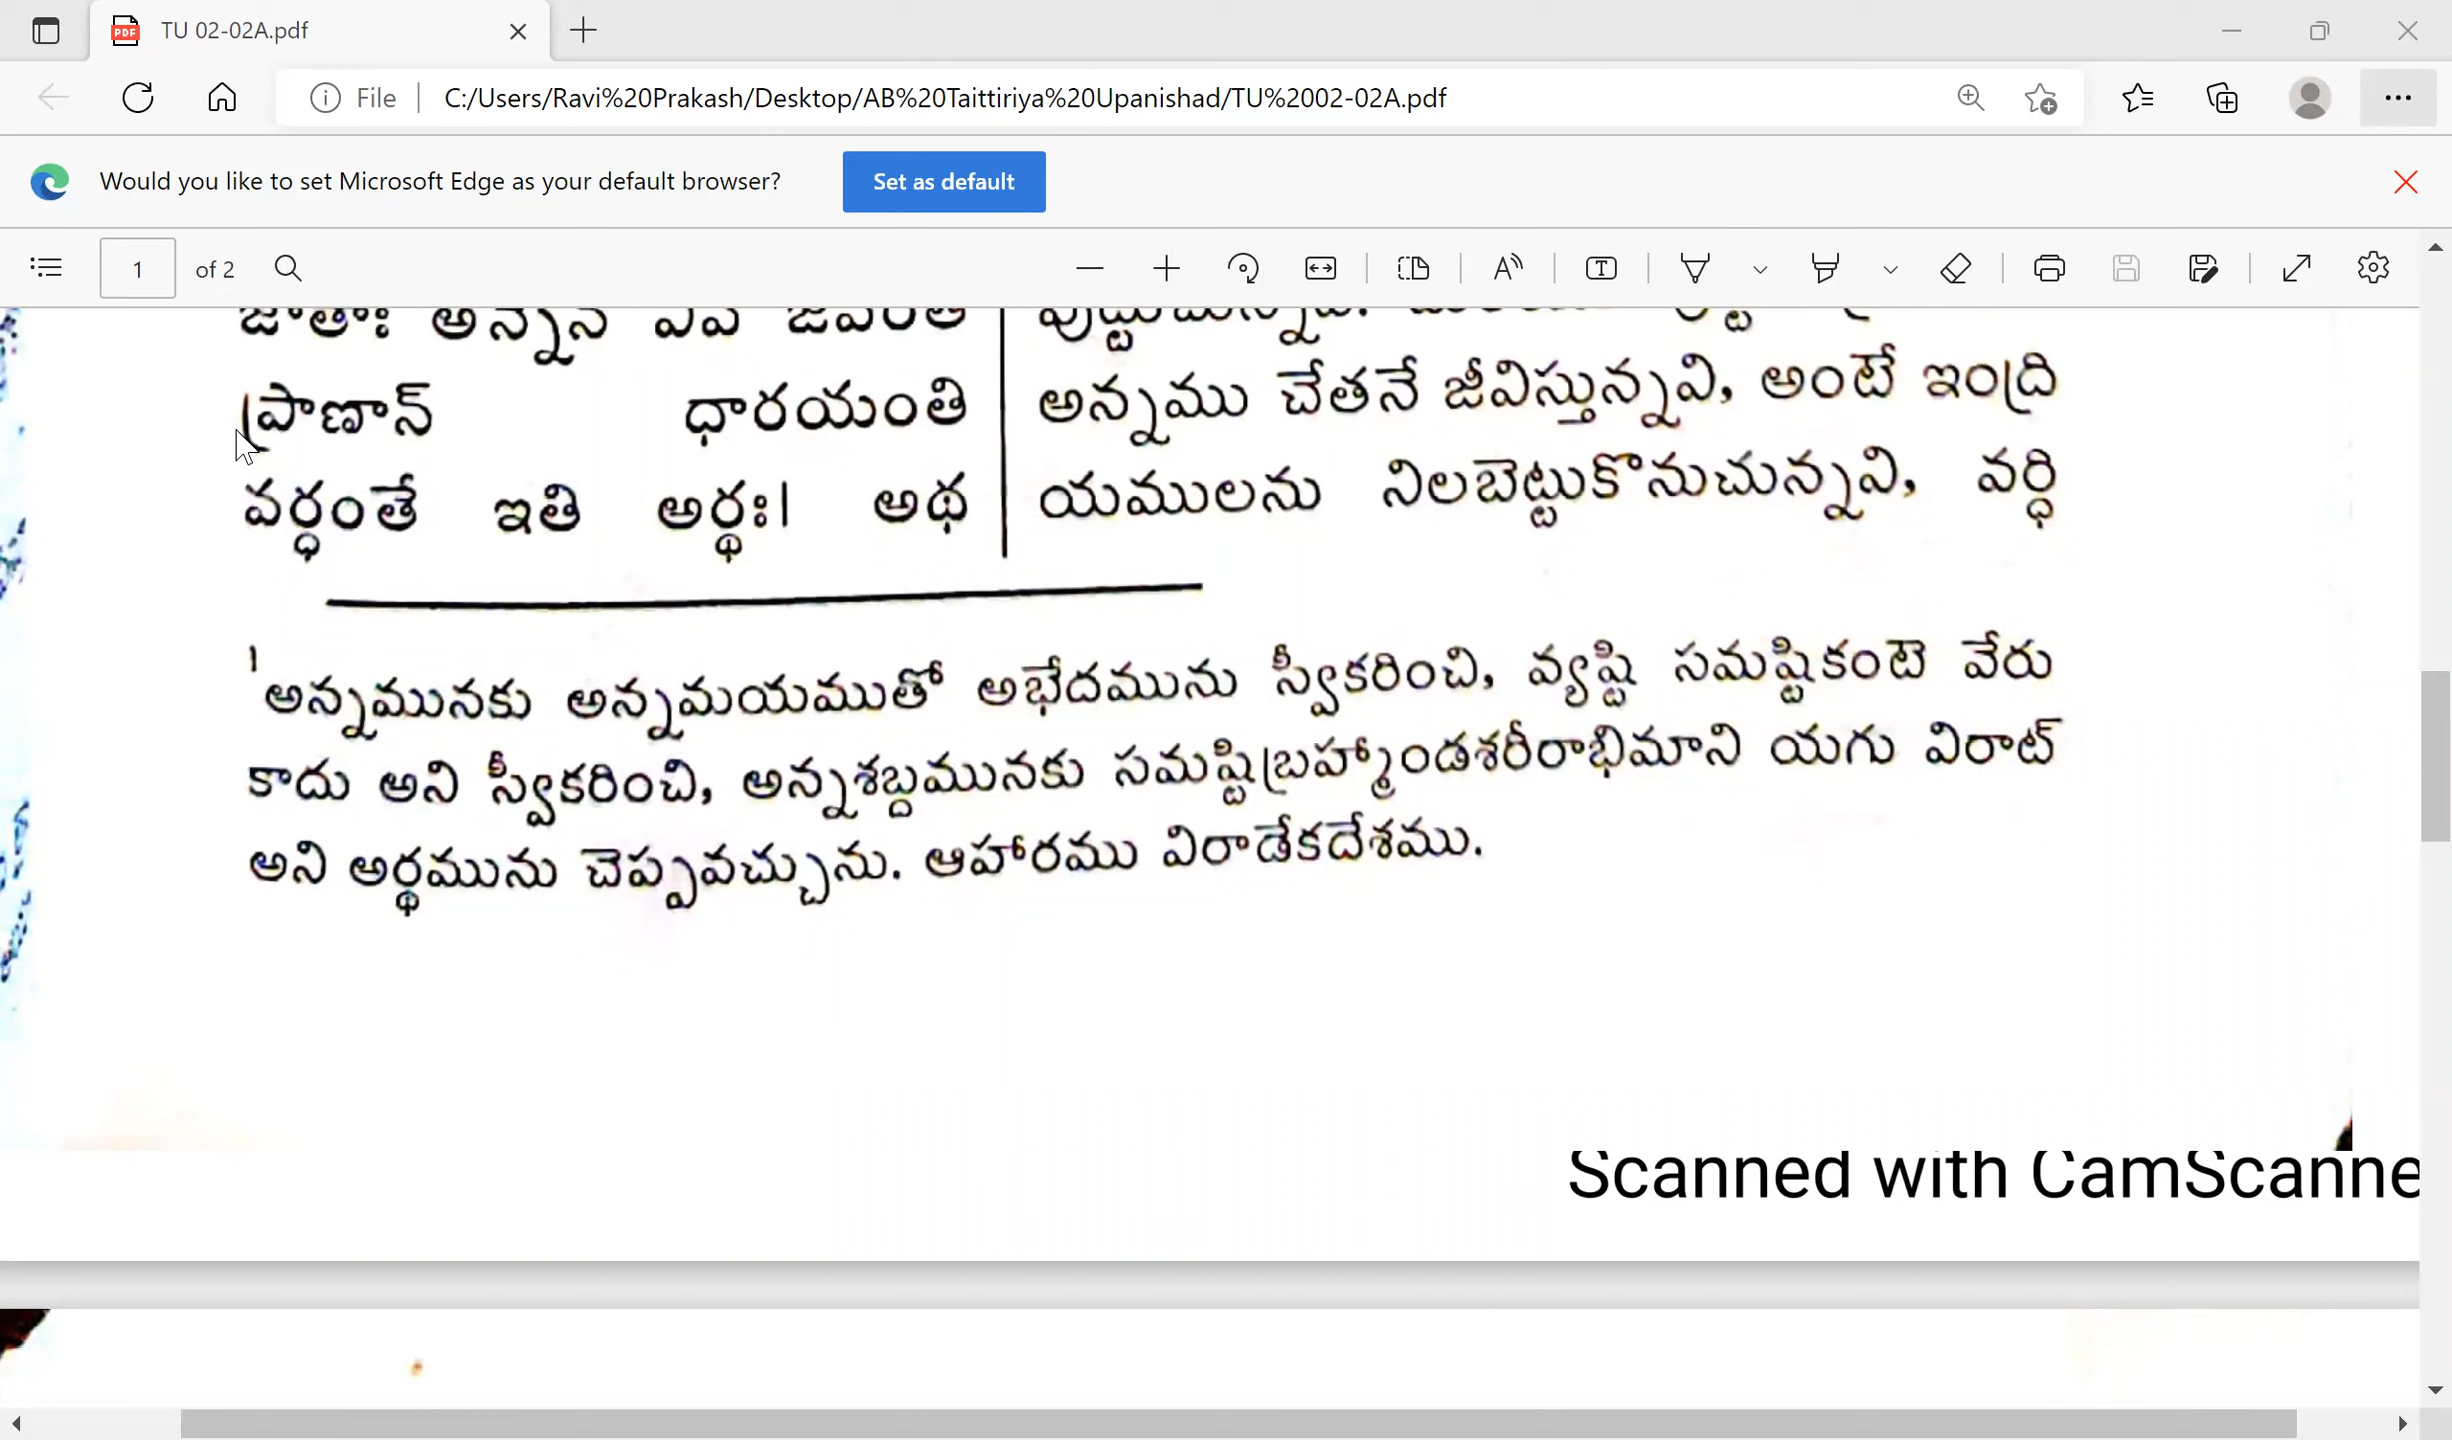 TU 02-02A.pdf
File C:/Users/Ravi%20Prakash/Desktop/AB%20Taittiriya%20Upanishad/TU%2002-02A.pdf
Would you like to set Microsoft Edge as your default browser? Set as default
1 of 2
జాతాః అన్నేన ఏవ జీవంతి
ప్రాణాన్ ధారయంతి
వర్ధంతే ఇతి అర్థః। అథ
అన్నము చేతనే జీవిస్తున్నవి, అంటే ఇంద్రి
యములను నిలబెట్టుకొనుచున్నవి, వర్ధి
1 అన్నమునకు అన్నమయముతో అభేదమును స్వీకరించి, వ్యష్టి సమష్టికంటె వేరు
కాదు అని స్వీకరించి, అన్నశబ్దమునకు సమష్టిబ్రహ్మాండశరీరాభిమాని యగు విరాట్
అని అర్థమును చెప్పవచ్చును. ఆహారము విరాడేకదేశము.
Scanned with CamScanne